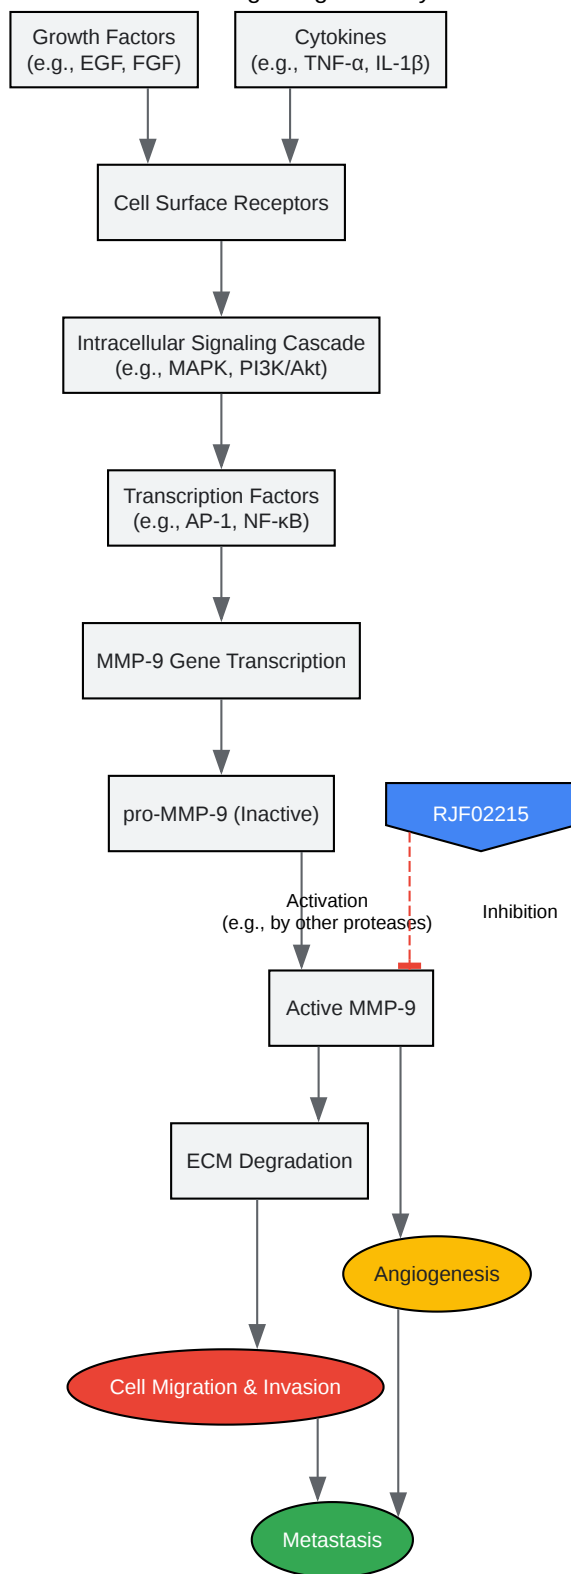 Growth Factors
(e.g., EGF, FGF)
Cytokines
(e.g., TNF-α, IL-1β)
Cell Surface Receptors
Intracellular Signaling Cascade
(e.g., MAPK, PI3K/Akt)
Transcription Factors
(e.g., AP-1, NF-κB)
MMP-9 Gene Transcription
pro-MMP-9 (Inactive)
RJF02215
Activation
(e.g., by other proteases)
Inhibition
Active MMP-9
ECM Degradation
Angiogenesis
Cell Migration & Invasion
Metastasis